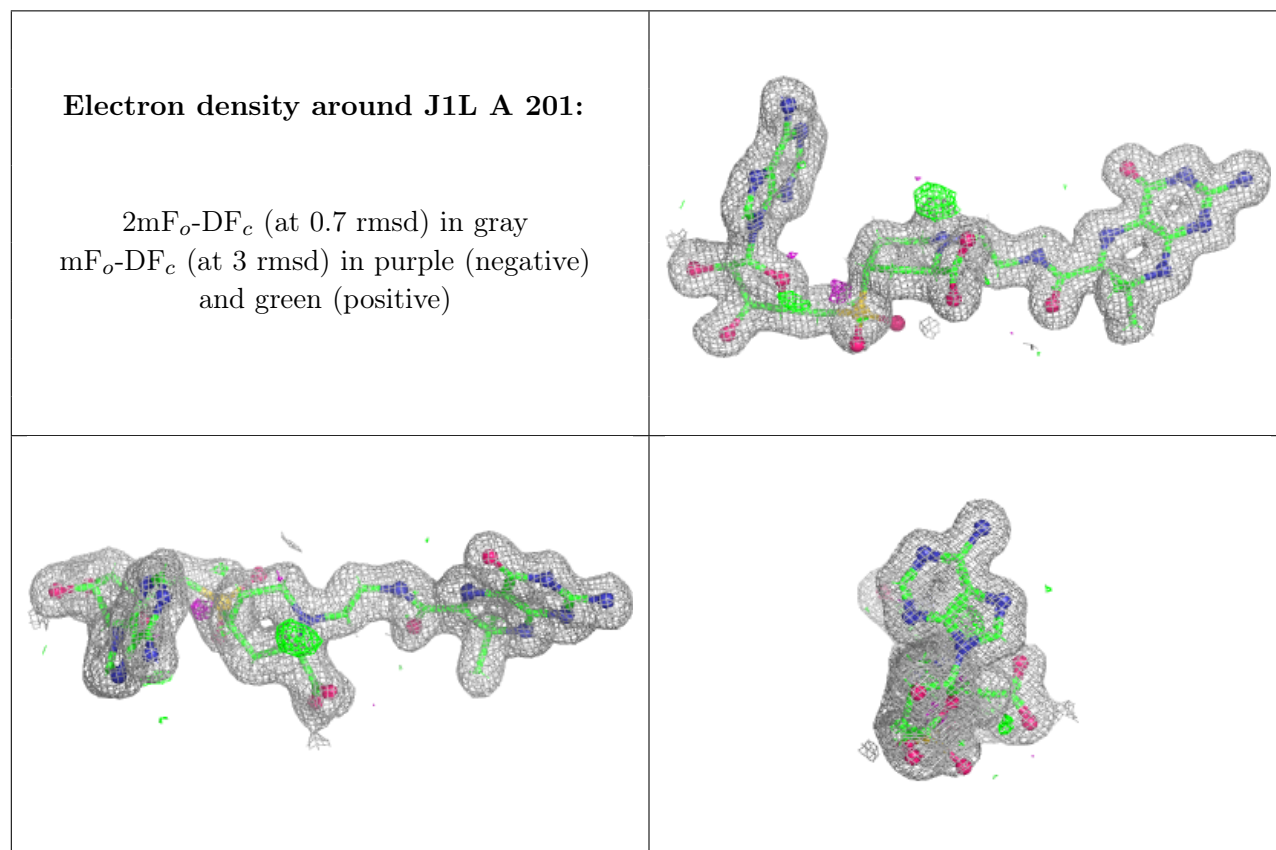 Electron density around J1L A 201:
2mFₒ-DF𝒸 (at 0.7 rmsd) in gray
mFₒ-DF𝒸 (at 3 rmsd) in purple (negative)
and green (positive)